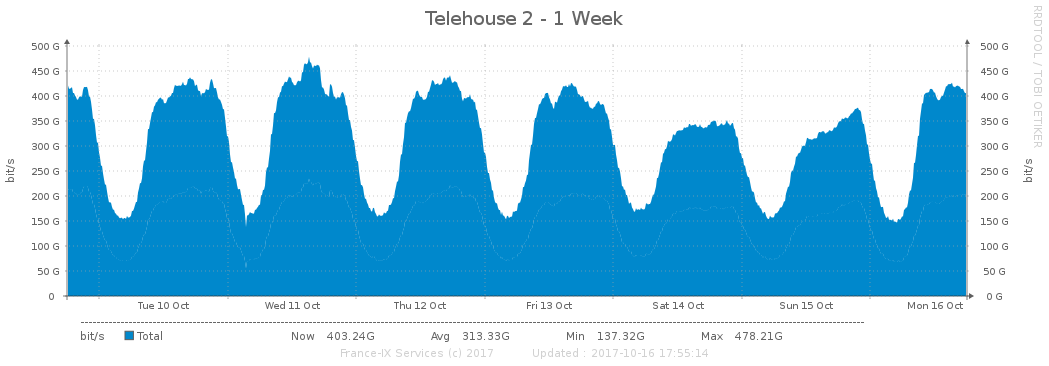 Telehouse 2 - 1 Week
RRDTOOL / TOBI OETIKER
500 G 500 G
450 G 450 G
400 G 400 G
350 G 350 G
300 G 300 G
250 G 250 G
200 G 200 G
150 G 150 G
100 G 100 G
50 G 50 G
0 0 G
bit/s bit/s
Tue 10 Oct Wed 11 Oct Thu 12 Oct Fri 13 Oct Sat 14 Oct Sun 15 Oct Mon 16 Oct
bit/s Total Now 403.24G Avg 313.33G Min 137.32G Max 478.21G
France-IX Services (c) 2017 Updated : 2017-10-16 17:55:14